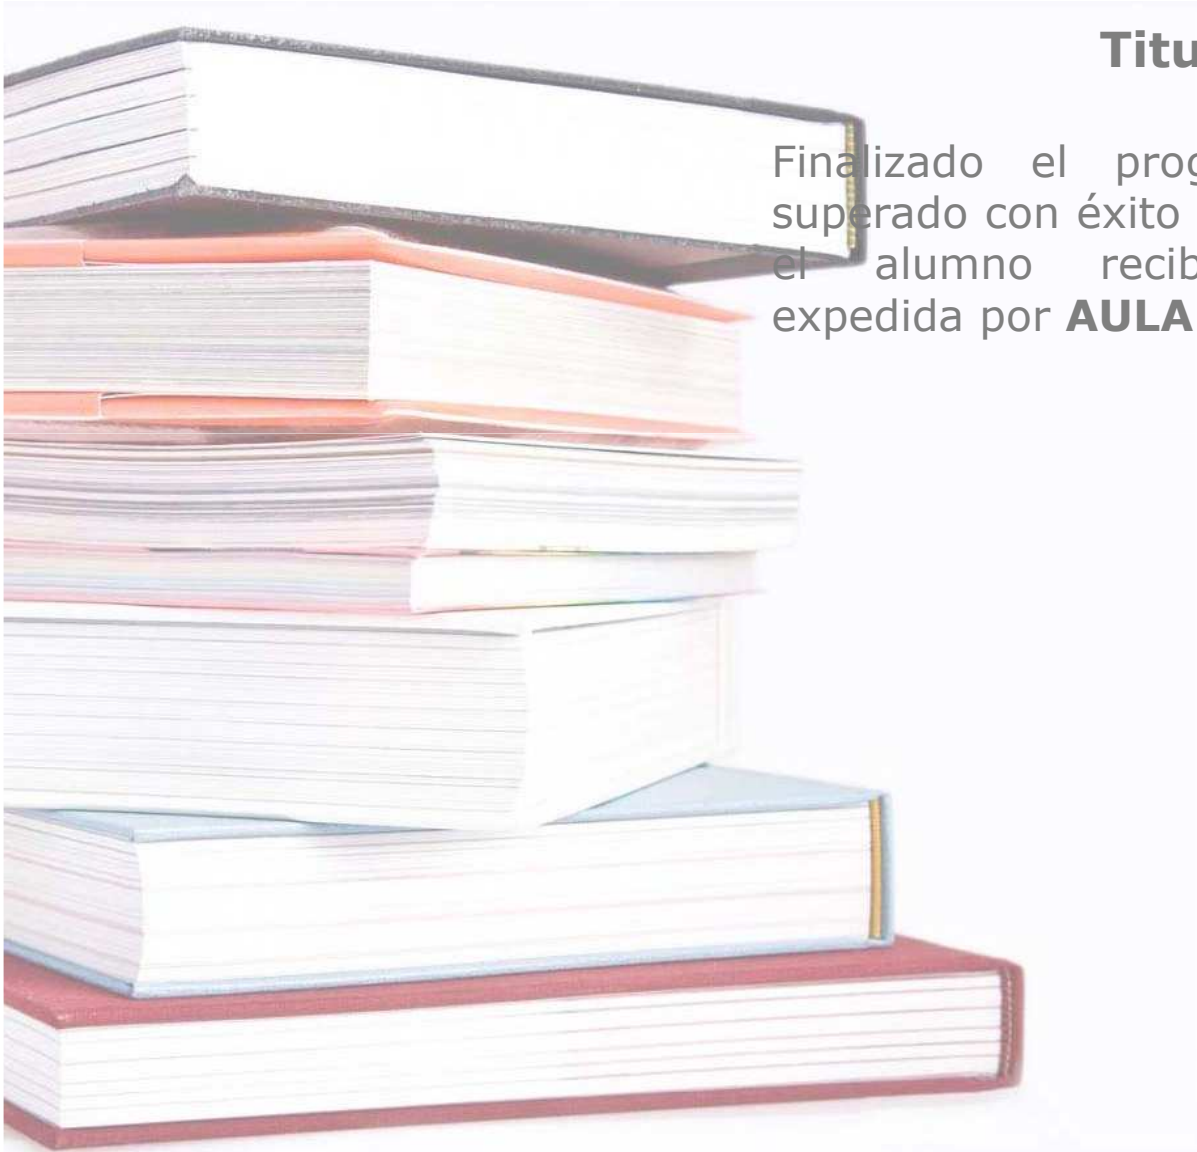 Titu
Finalizado el prog
superado con éxito
el alumno recib
expedida por AULA